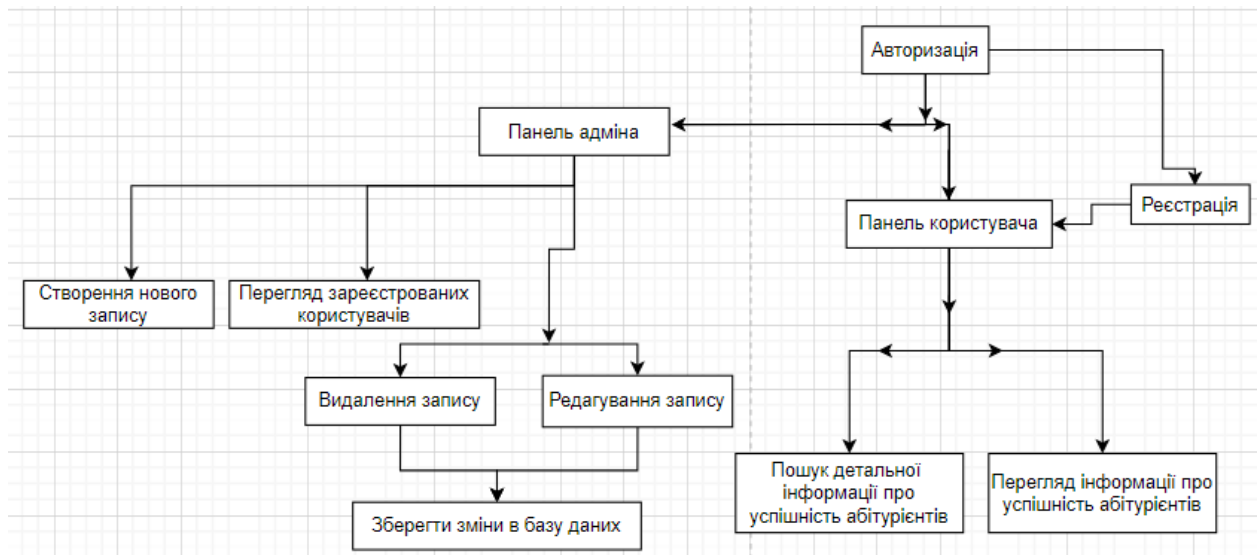 Авторизація
Панель адміна
Реєстрація
Панель користувача
Створення нового
запису
Перегляд зареєстрованих
користувачів
Видалення запису
Редагування запису
Пошук детальної
інформації про
успішність абітурієнтів
Перегляд інформації про
успішність абітурієнтів
Зберегти зміни в базу даних